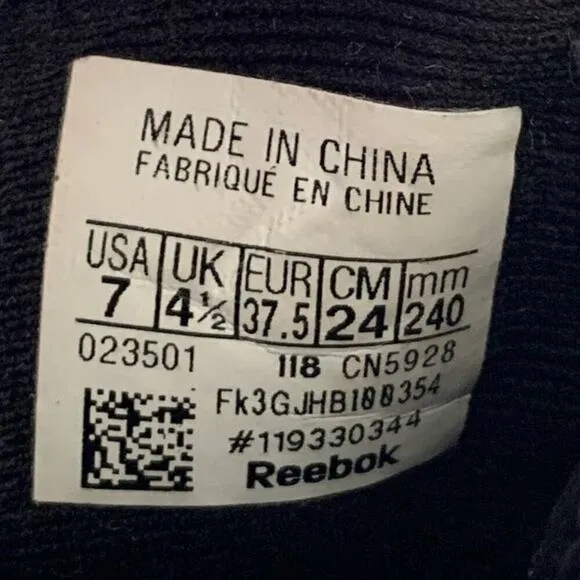 MADE IN CHINA
FABRIQUÉ EN CHINE
USA UK EUR CM mm
7 4½ 37.5 24 240
023501 118 CN5928
Fk3GJHB100354
#119330344
Reebok